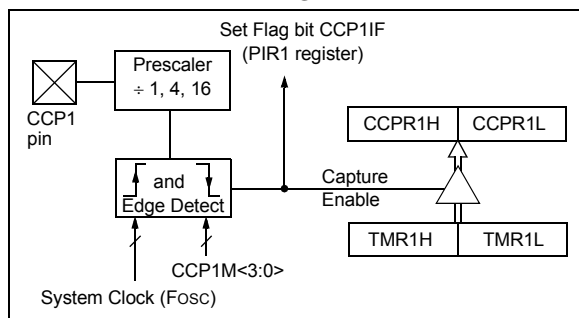 Set Flag bit CCP1IF
(PIR1 register)
Prescaler
÷ 1, 4, 16
CCP1
pin
CCPR1H
CCPR1L
and
Edge Detect
Capture
Enable
TMR1H
TMR1L
CCP1M<3:0>
System Clock (FOSC)